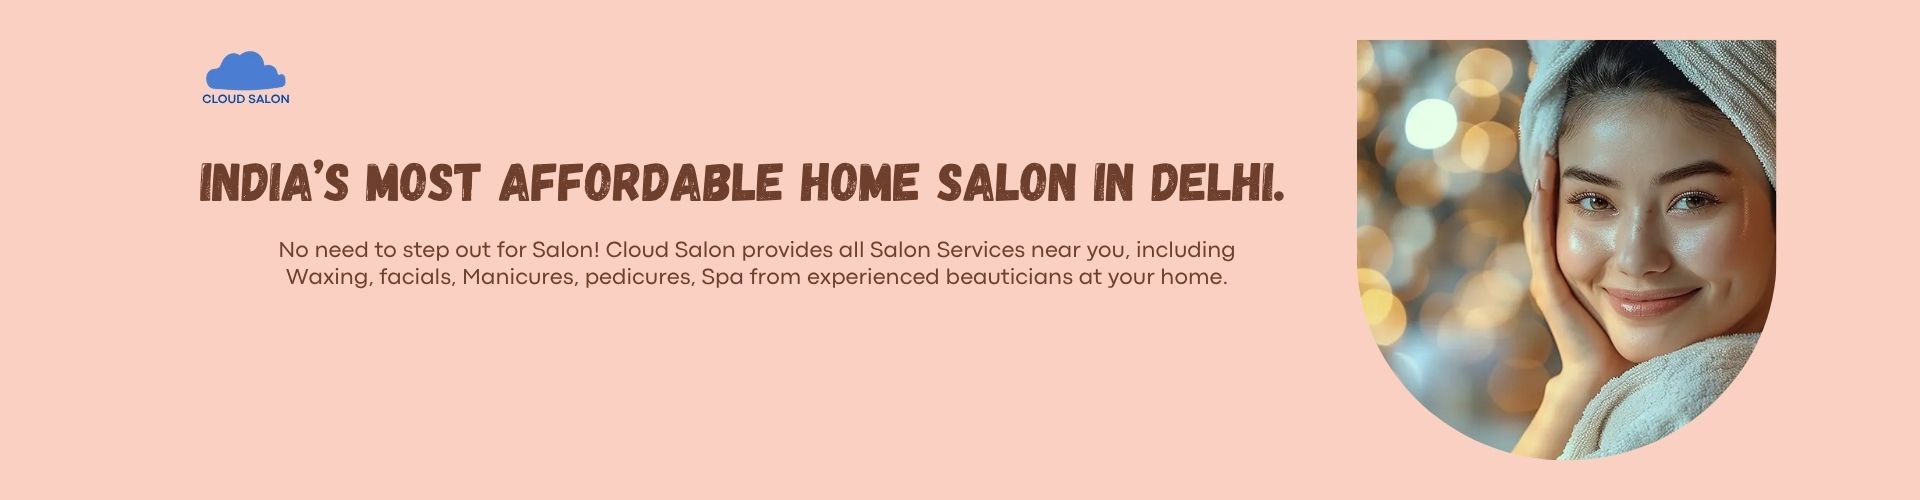 CLOUD SALON
INDIA’S MOST AFFORDABLE HOME SALON IN DELHI.
No need to step out for Salon! Cloud Salon provides all Salon Services near you, including
Waxing, facials, Manicures, pedicures, Spa from experienced beauticians at your home.